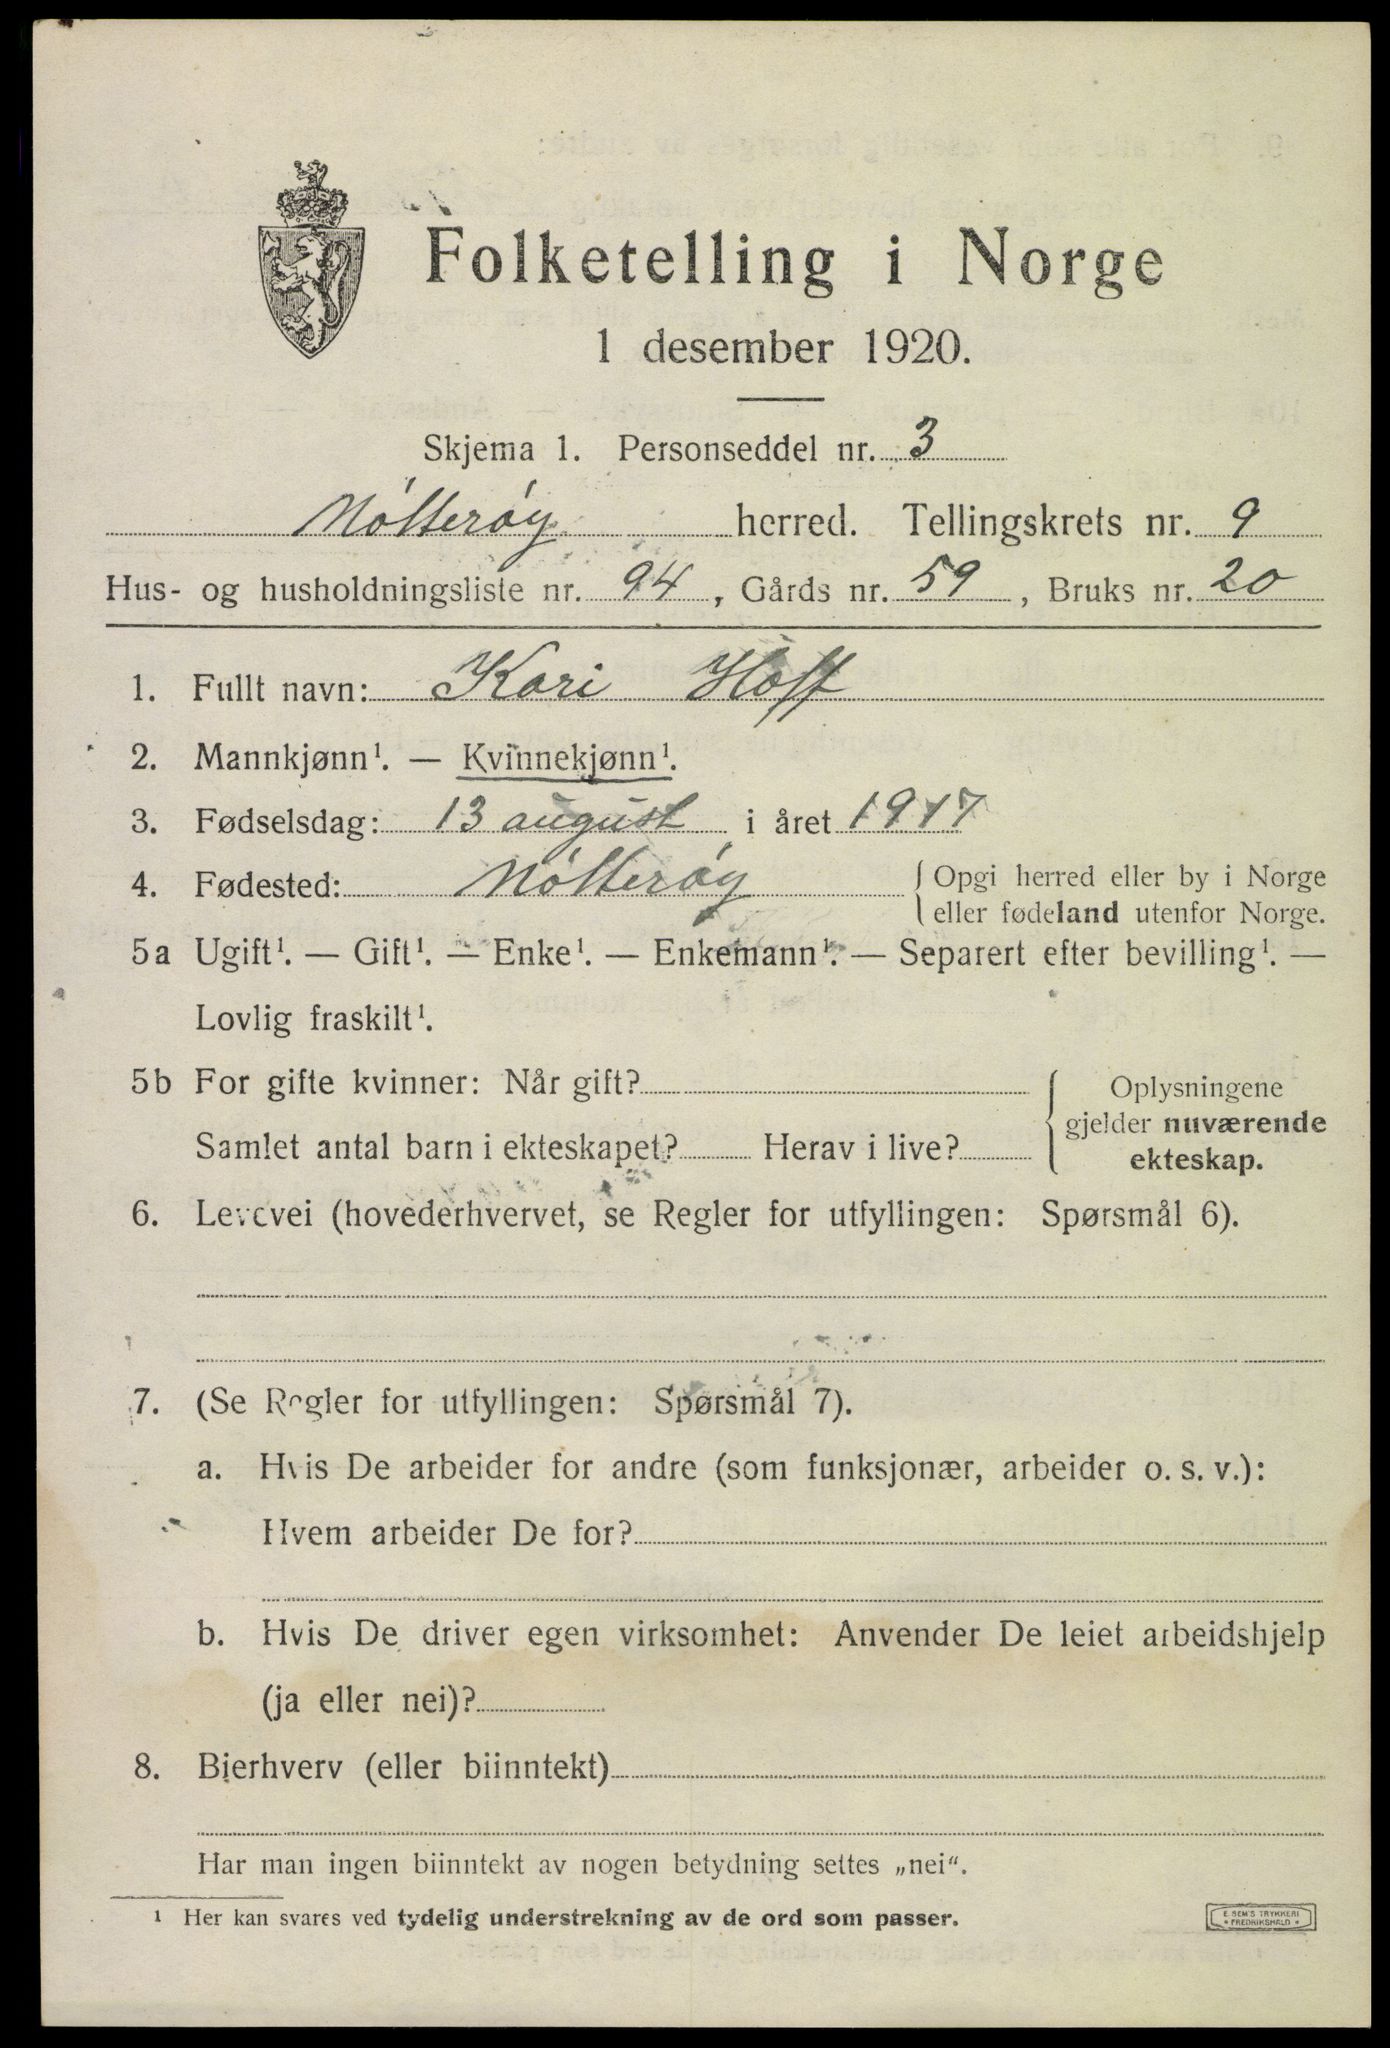 Folketelling i Norge
1 desember 1920.
Skjema 1. Personseddel nr. 3
Nótterøy herred. Tellingskrets nr. 9
Hus- og husholdningsliste nr. 94, Gårds nr. 59, Bruks nr. 20
1. Fullt navn: Kari Hoff
2. Mannkjønn¹. — Kvinnekjønn¹.
3. Fødselsdag: 13 august i året 1917
4. Fødested: Nótterøy { Opgi herred eller by i Norge
eller fødeland utenfor Norge.
5a Ugift¹. — Gift¹. — Enke¹. — Enkemann¹. — Separert efter bevilling¹. —
Lovlig fraskilt¹.
5b For gifte kvinner: Når gift?
Samlet antal barn i ekteskapet? Herav i live?
{ Oplysningene
gjelder nuværende
ekteskap.
6. Levevei (hovederhvervet, se Regler for utfyllingen: Spørsmål 6).
7. (Se Regler for utfyllingen: Spørsmål 7).
a. Hvis De arbeider for andre (som funksjonær, arbeider o. s. v.):
Hvem arbeider De for?
b. Hvis De driver egen virksomhet: Anvender De leiet arbeidshjelp
(ja eller nei)?
8. Bierhverv (eller biinntekt)
Har man ingen biinntekt av nogen betydning settes „nei“.
¹ Her kan svares ved tydelig understrekning av de ord som passer.
E. SEM'S TRYKKERI
* FREDRIKSHALD *